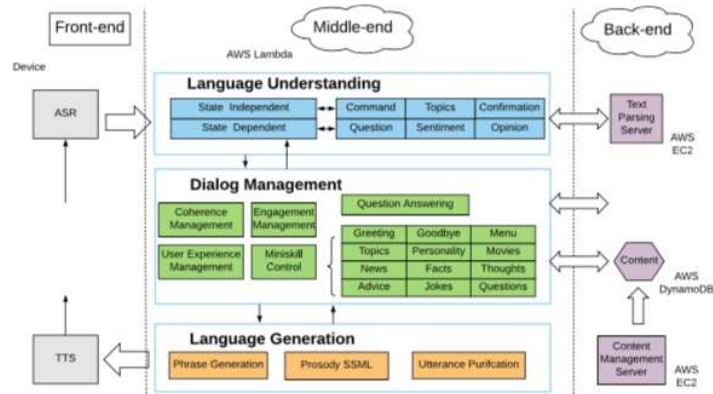 Front-end
Middle-end
Back-end
Device
AWS Lambda
ASR
Language Understanding
State Independent
State Dependent
Command Topics Confirmation
Question Sentiment Opinion
Text
Parsing
Server
AWS
EC2
Dialog Management
Coherence
Management
Engagement
Management
User Experience
Management
Miniskill
Control
Question Answering
Greeting Goodbye Menu
Topics Personality Movies
News Facts Thoughts
Advice Jokes Questions
Content
AWS
DynamoDB
TTS
Language Generation
Phrase Generation
Prosody SSML
Utterance Purifcation
Content
Management
Server
AWS
EC2